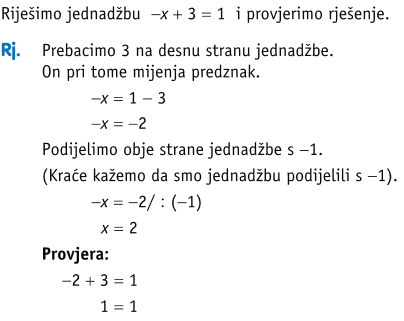 Riješimo jednadžbu –x + 3 = 1 i provjerimo rješenje.
Rj. Prebacimo 3 na desnu stranu jednadžbe.
On pri tome mijenja predznak.
–x = 1 – 3
–x = –2
Podijelimo obje strane jednadžbe s –1.
(Kraće kažemo da smo jednadžbu podijelili s –1).
–x = –2/ : (–1)
x = 2
Provjera:
–2 + 3 = 1
1 = 1